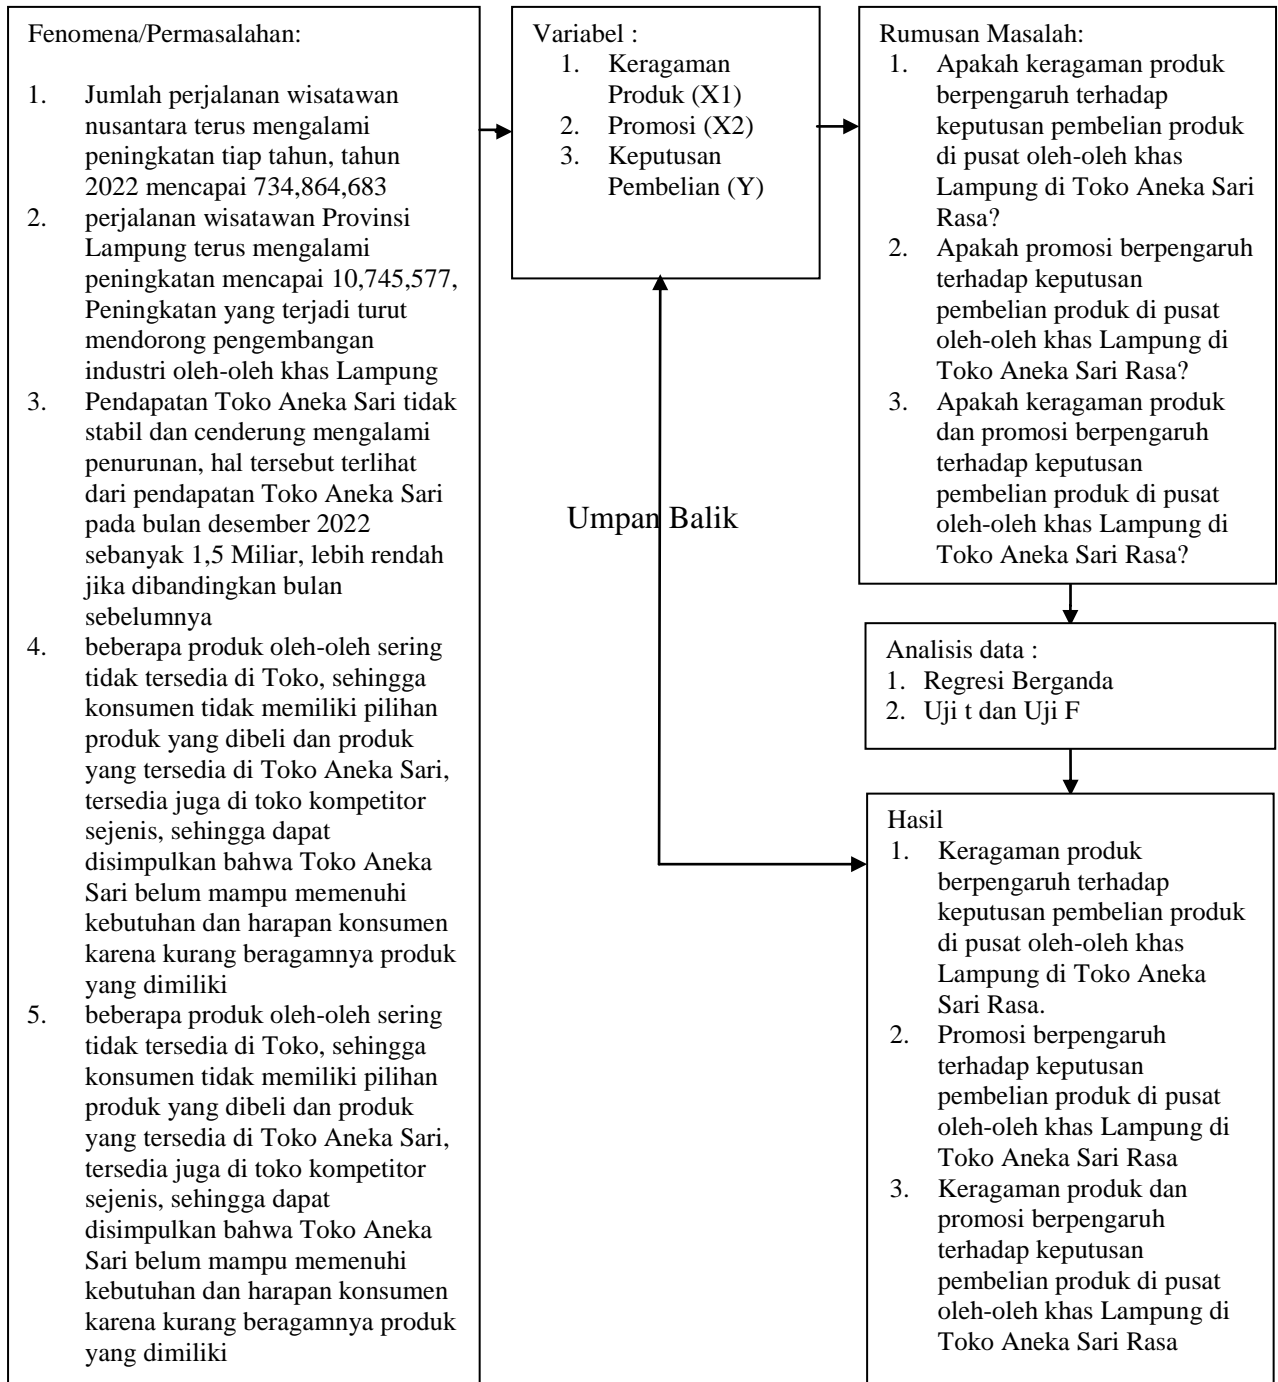 Fenomena/Permasalahan:
1. Jumlah perjalanan wisatawan
nusantara terus mengalami
peningkatan tiap tahun, tahun
2022 mencapai 734,864,683
2. perjalanan wisatawan Provinsi
Lampung terus mengalami
peningkatan mencapai 10,745,577,
Peningkatan yang terjadi turut
mendorong pengembangan
industri oleh-oleh khas Lampung
3. Pendapatan Toko Aneka Sari tidak
stabil dan cenderung mengalami
penurunan, hal tersebut terlihat
dari pendapatan Toko Aneka Sari
pada bulan desember 2022
sebanyak 1,5 Miliar, lebih rendah
jika dibandingkan bulan
sebelumnya
4. beberapa produk oleh-oleh sering
tidak tersedia di Toko, sehingga
konsumen tidak memiliki pilihan
produk yang dibeli dan produk
yang tersedia di Toko Aneka Sari,
tersedia juga di toko kompetitor
sejenis, sehingga dapat
disimpulkan bahwa Toko Aneka
Sari belum mampu memenuhi
kebutuhan dan harapan konsumen
karena kurang beragamnya produk
yang dimiliki
5. beberapa produk oleh-oleh sering
tidak tersedia di Toko, sehingga
konsumen tidak memiliki pilihan
produk yang dibeli dan produk
yang tersedia di Toko Aneka Sari,
tersedia juga di toko kompetitor
sejenis, sehingga dapat
disimpulkan bahwa Toko Aneka
Sari belum mampu memenuhi
kebutuhan dan harapan konsumen
karena kurang beragamnya produk
yang dimiliki
Variabel :
1. Keragaman
Produk (X1)
2. Promosi (X2)
3. Keputusan
Pembelian (Y)
Umpan Balik
Rumusan Masalah:
1. Apakah keragaman produk
berpengaruh terhadap
keputusan pembelian produk
di pusat oleh-oleh khas
Lampung di Toko Aneka Sari
Rasa?
2. Apakah promosi berpengaruh
terhadap keputusan
pembelian produk di pusat
oleh-oleh khas Lampung di
Toko Aneka Sari Rasa?
3. Apakah keragaman produk
dan promosi berpengaruh
terhadap keputusan
pembelian produk di pusat
oleh-oleh khas Lampung di
Toko Aneka Sari Rasa?
Analisis data :
1. Regresi Berganda
2. Uji t dan Uji F
Hasil
1. Keragaman produk
berpengaruh terhadap
keputusan pembelian produk
di pusat oleh-oleh khas
Lampung di Toko Aneka
Sari Rasa.
2. Promosi berpengaruh
terhadap keputusan
pembelian produk di pusat
oleh-oleh khas Lampung di
Toko Aneka Sari Rasa
3. Keragaman produk dan
promosi berpengaruh
terhadap keputusan
pembelian produk di pusat
oleh-oleh khas Lampung di
Toko Aneka Sari Rasa